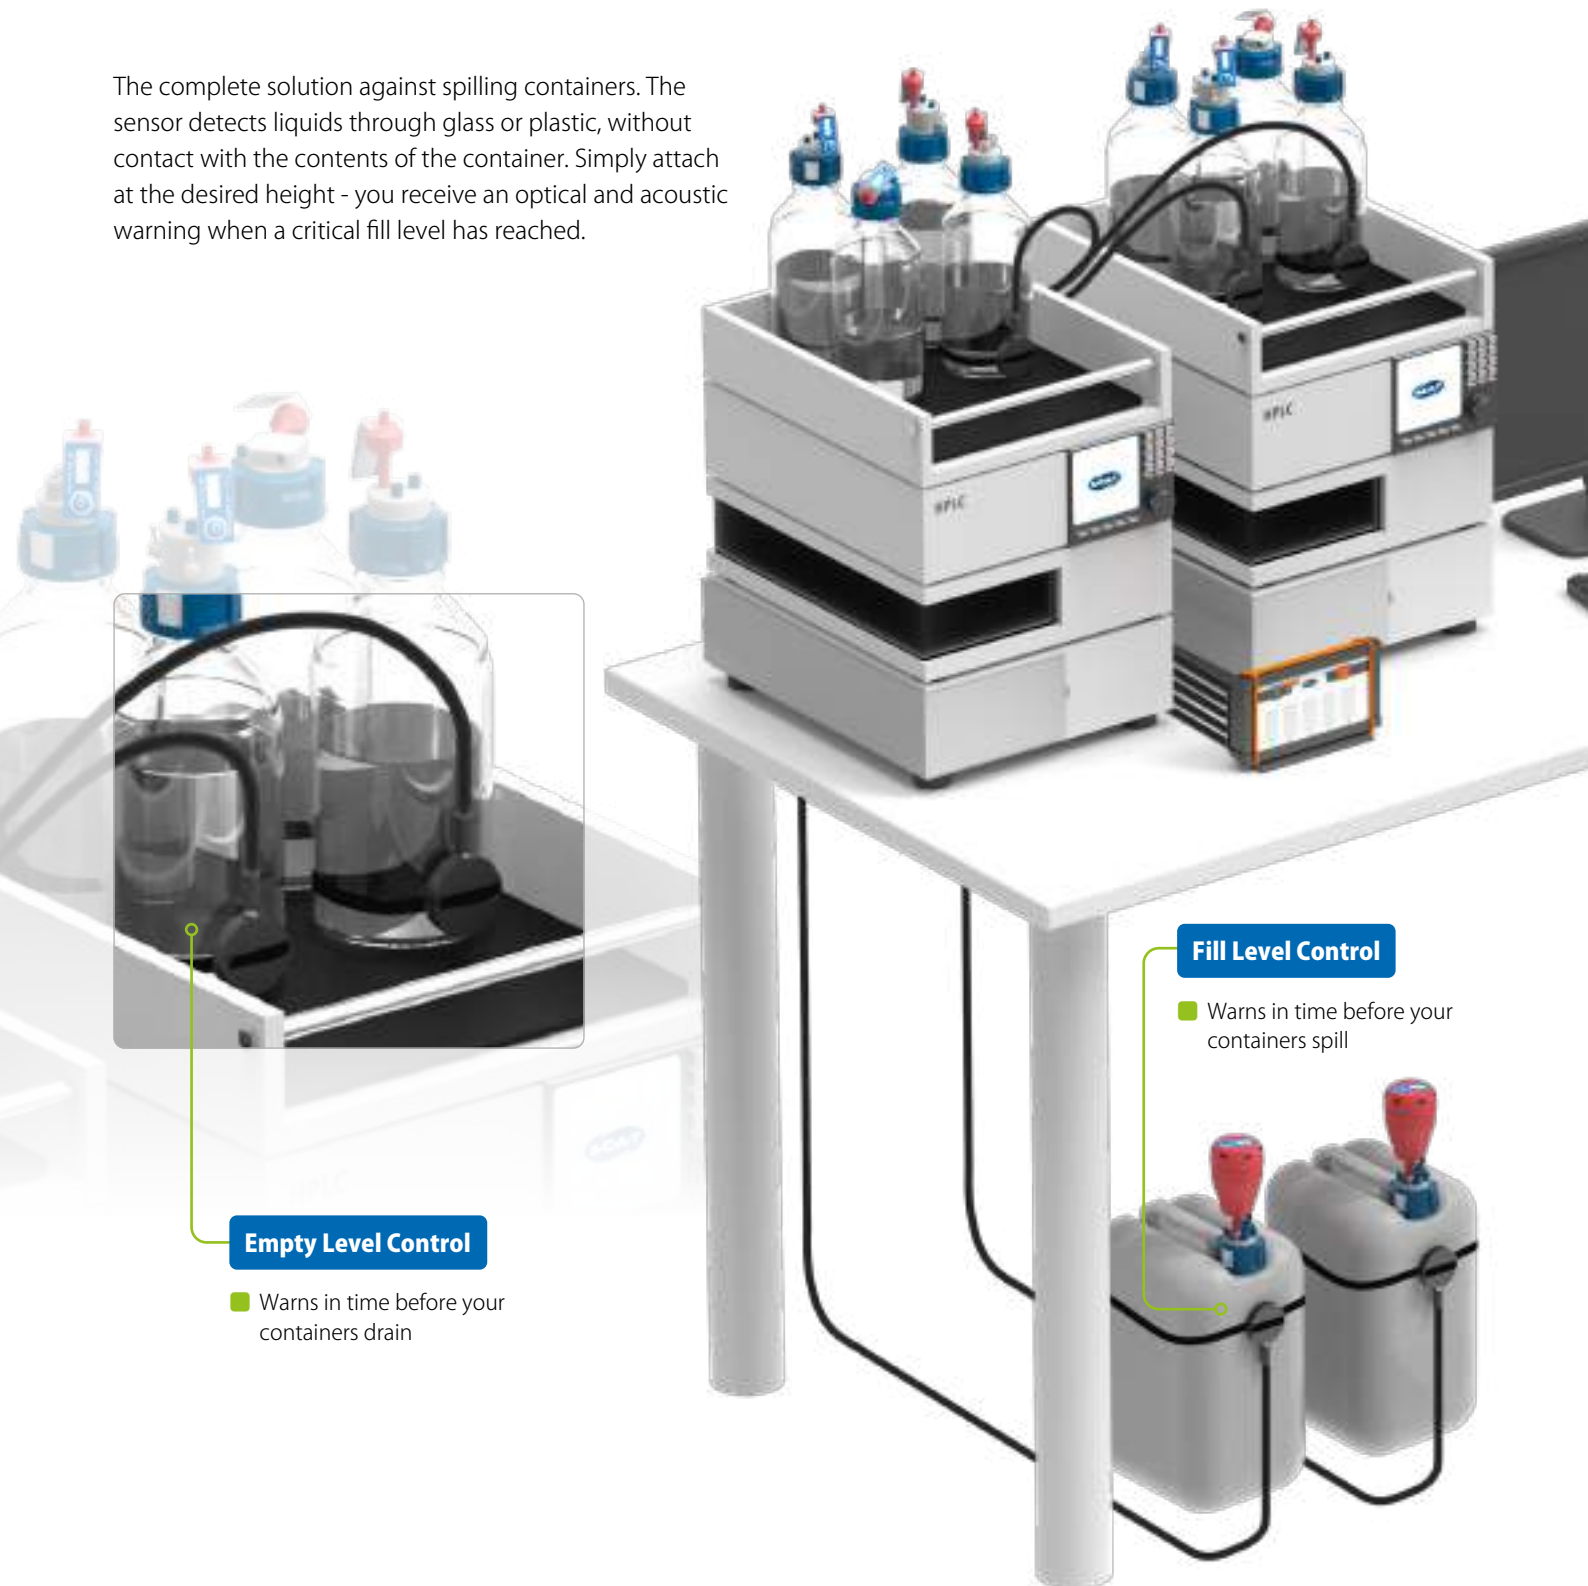 The complete solution against spilling containers. The
sensor detects liquids through glass or plastic, without
contact with the contents of the container. Simply attach
at the desired height - you receive an optical and acoustic
warning when a critical fill level has reached.
HPLC
HPLC
Fill Level Control
Warns in time before your
containers spill
HPLC
Empty Level Control
Warns in time before your
containers drain